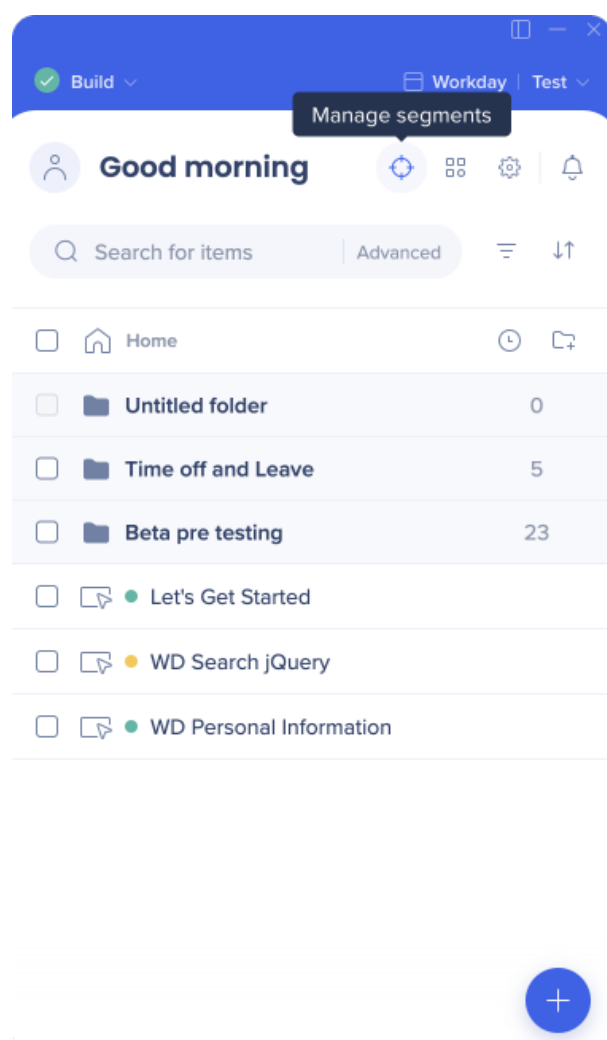 Build
Workday | Test
Manage segments
Good morning
Search for items
Advanced
Home
Untitled folder 0
Time off and Leave 5
Beta pre testing 23
Let's Get Started
WD Search jQuery
WD Personal Information